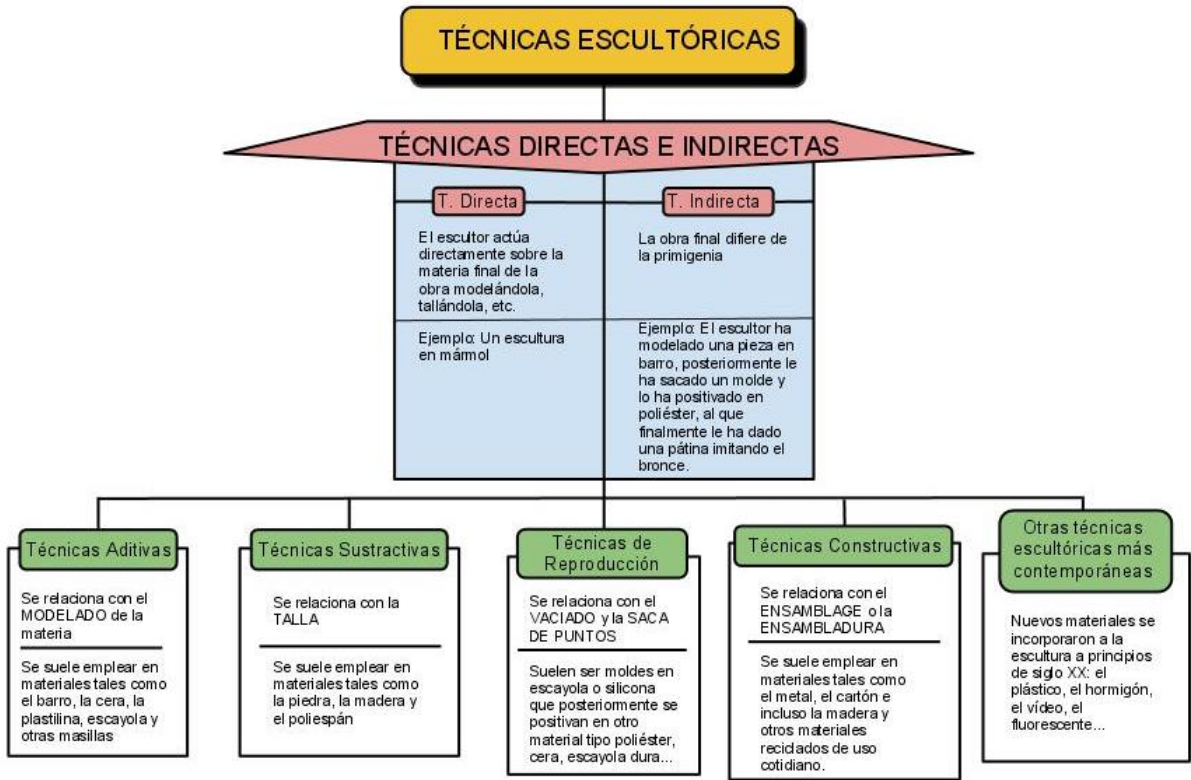 TÉCNICAS ESCULTÓRICAS
TÉCNICAS DIRECTAS E INDIRECTAS
T. Directa
El escultor actúa
directamente sobre la
materia final de la
obra modelándola,
tallándola, etc.
Ejemplo: Un escultura
en mármol
T. Indirecta
La obra final difiere de
la primigenia
Ejemplo: El escultor ha
modelado una pieza en
barro, posteriormente le
ha sacado un molde y
lo ha positivado en
poliéster, al que
finalmente le ha dado
una pátina imitando el
bronce.
Técnicas Aditivas
Se relaciona con el
MODELADO de la
materia
Se suele emplear en
materiales tales como
el barro, la cera, la
plastilina, escayola y
otras masillas
Técnicas Sustractivas
Se relaciona con la
TALLA
Se suele emplear en
materiales tales como
la piedra, la madera y
el poliespán
Técnicas de
Reproducción
Se relaciona con el
VACIADO y la SACA
DE PUNTOS
Suelen ser moldes en
escayola o silicona
que posteriormente se
positivan en otro
material tipo poliéster,
cera, escayola dura...
Técnicas Constructivas
Se relaciona con el
ENSAMBLAGE o la
ENSAMBLADURA
Se suele emplear en
materiales tales como
el metal, el cartón e
incluso la madera y
otros materiales
reciclados de uso
cotidiano.
Otras técnicas
escultóricas más
contemporáneas
Nuevos materiales se
incorporaron a la
escultura a principios
de siglo XX: el
plástico, el hormigón,
el vídeo, el
fluorescente...